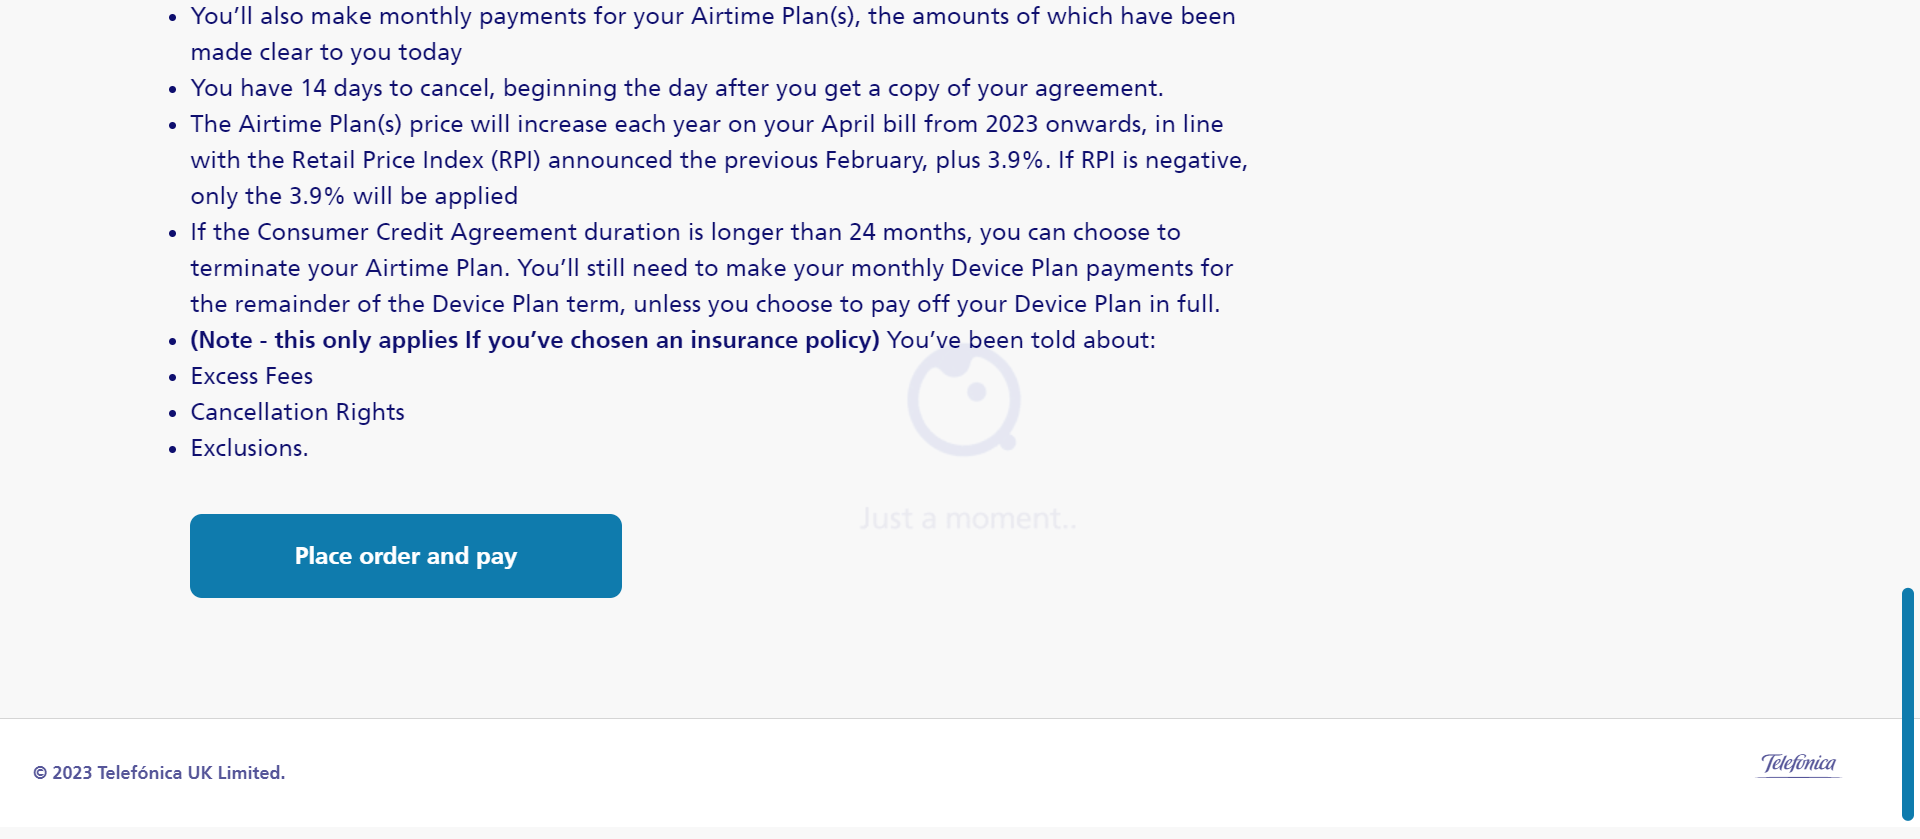 You’ll also make monthly payments for your Airtime Plan(s), the amounts of which have been
made clear to you today
You have 14 days to cancel, beginning the day after you get a copy of your agreement.
The Airtime Plan(s) price will increase each year on your April bill from 2023 onwards, in line
with the Retail Price Index (RPI) announced the previous February, plus 3.9%. If RPI is negative,
only the 3.9% will be applied
If the Consumer Credit Agreement duration is longer than 24 months, you can choose to
terminate your Airtime Plan. You’ll still need to make your monthly Device Plan payments for
the remainder of the Device Plan term, unless you choose to pay off your Device Plan in full.
(Note - this only applies If you’ve chosen an insurance policy) You’ve been told about:
Excess Fees
Cancellation Rights
Exclusions.
Just a moment..
Place order and pay
© 2023 Telefónica UK Limited.
Telefónica